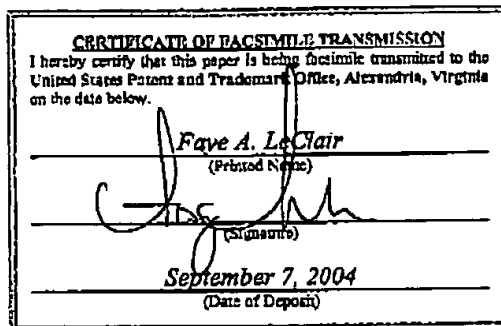 CERTIFICATE OF FACSIMILE TRANSMISSION
I hereby certify that this paper is being facsimile transmitted to the
United States Patent and Trademark Office, Alexandria, Virginia
on the date below.
Faye A. LeClair
(Printed Name)
(Signature)
September 7, 2004
(Date of Deposit)